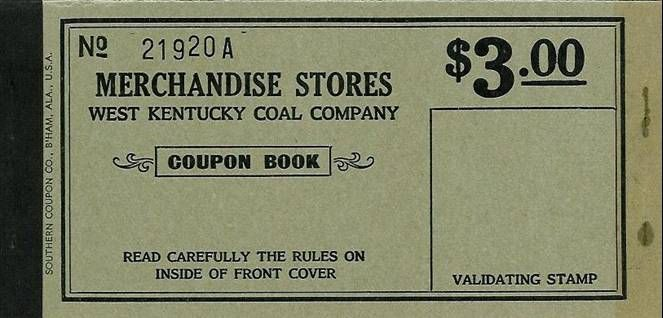 Nº 21920A
$3.00
MERCHANDISE STORES
WEST KENTUCKY COAL COMPANY
COUPON BOOK
READ CAREFULLY THE RULES ON
INSIDE OF FRONT COVER
VALIDATING STAMP
SOUTHERN COUPON CO., B'HAM, ALA., U.S.A.